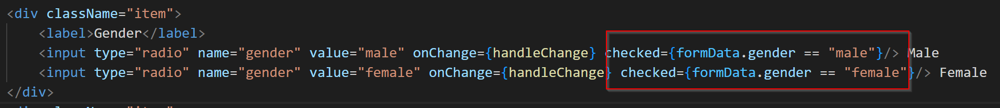 <div className="item">
<label>Gender</label>
<input type="radio" name="gender" value="male" onChange={handleChange} checked={formData.gender == "male"}/> Male
<input type="radio" name="gender" value="female" onChange={handleChange} checked={formData.gender == "female"}/> Female
</div>